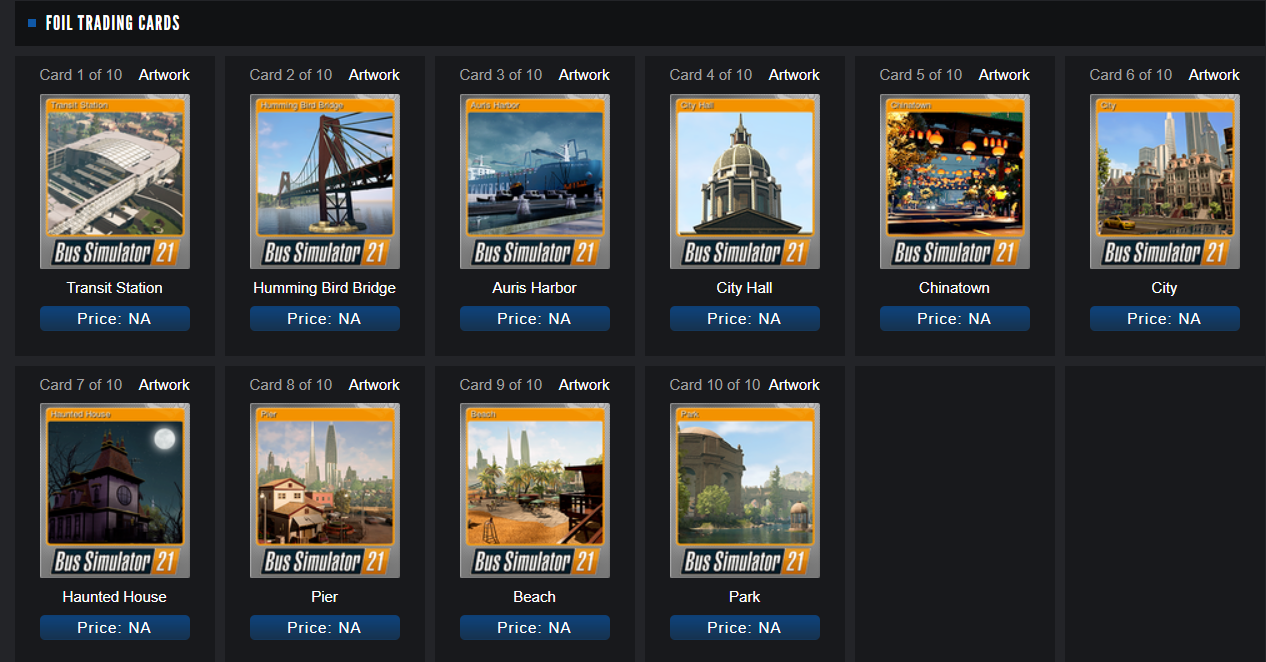 FOIL TRADING CARDS
Card 1 of 10 Artwork
Transit Station
Bus Simulator 21
Transit Station
Price: NA
Card 2 of 10 Artwork
Humming Bird Bridge
Bus Simulator 21
Humming Bird Bridge
Price: NA
Card 3 of 10 Artwork
Auris Harbor
Bus Simulator 21
Auris Harbor
Price: NA
Card 4 of 10 Artwork
City Hall
Bus Simulator 21
City Hall
Price: NA
Card 5 of 10 Artwork
Chinatown
Bus Simulator 21
Chinatown
Price: NA
Card 6 of 10 Artwork
City
Bus Simulator 21
City
Price: NA
Card 7 of 10 Artwork
Haunted House
Bus Simulator 21
Haunted House
Price: NA
Card 8 of 10 Artwork
Pier
Bus Simulator 21
Pier
Price: NA
Card 9 of 10 Artwork
Beach
Bus Simulator 21
Beach
Price: NA
Card 10 of 10 Artwork
Park
Bus Simulator 21
Park
Price: NA